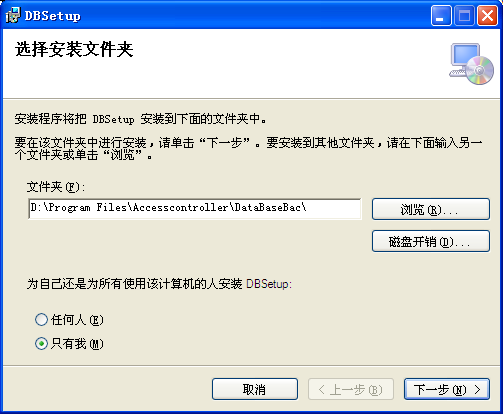 DBSetup
选择安装文件夹
安装程序将把 DBSetup 安装到下面的文件夹中。
要在该文件夹中进行安装，请单击“下一步”。要安装到其他文件夹，请在下面输入另一
个文件夹或单击“浏览”。
文件夹(F):
D:\Program Files\Accesscontroller\DataBaseBac\
浏览(R)...
磁盘开销(D)...
为自己还是为所有使用该计算机的人安装 DBSetup:
任何人(E)
只有我(M)
取消
< 上一步(B)
下一步(N) >